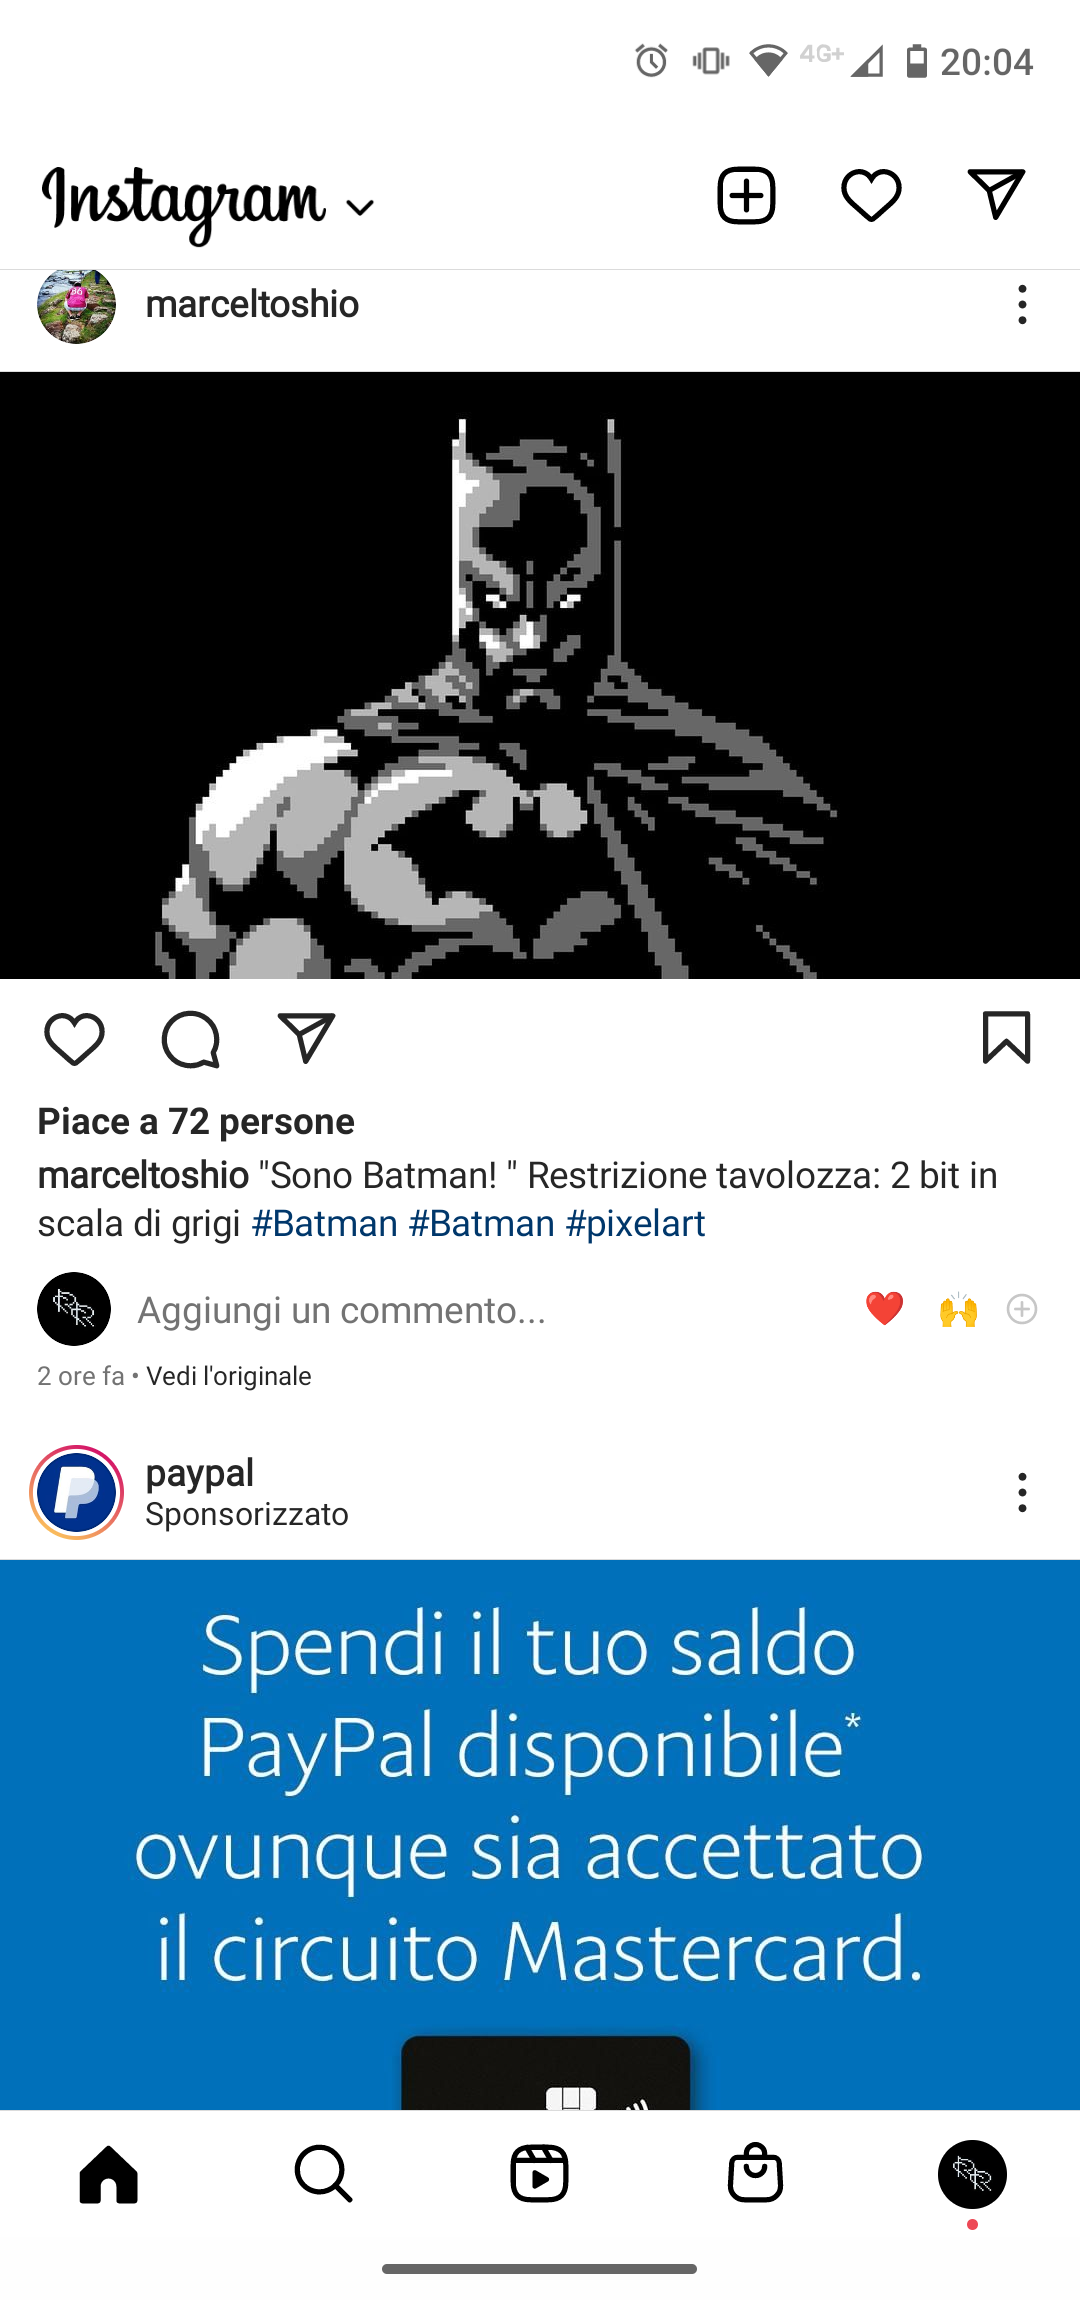 4G+ 20:04
Instagram
marceltoshio
Piace a 72 persone
marceltoshio "Sono Batman! " Restrizione tavolozza: 2 bit in
scala di grigi #Batman #Batman #pixelart
Aggiungi un commento...
2 ore fa • Vedi l'originale
paypal
Sponsorizzato
Spendi il tuo saldo
PayPal disponibile*
ovunque sia accettato
il circuito Mastercard.